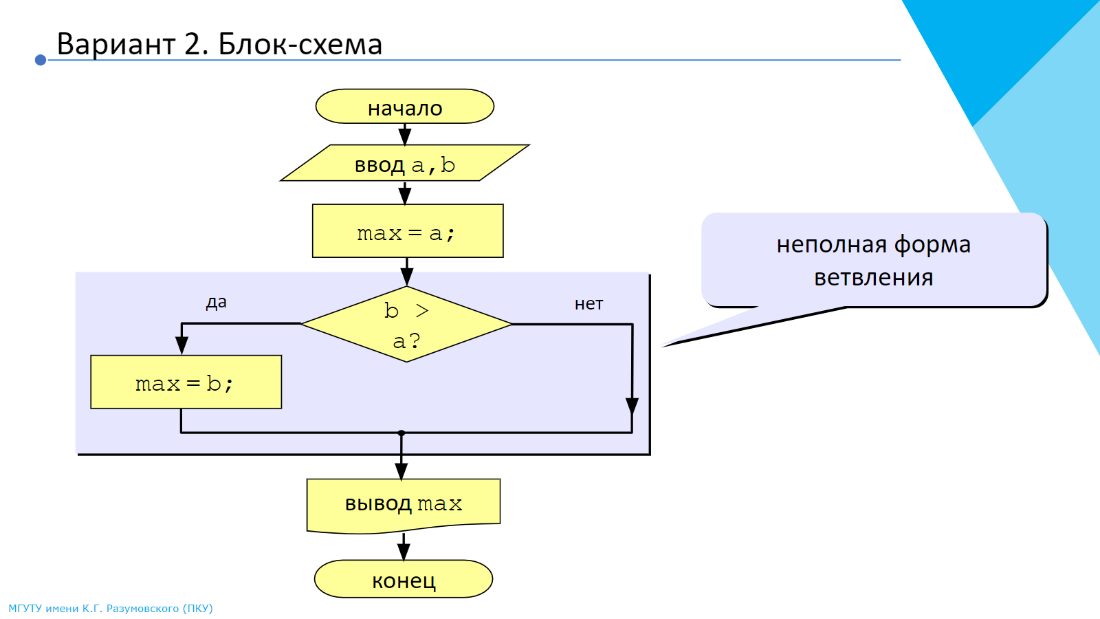 Вариант 2. Блок-схема
начало
ввод a,b
max = a;
да
b >
a?
нет
max = b;
неполная форма
ветвления
вывод max
конец
МГУТУ имени К.Г. Разумовского (ПКУ)